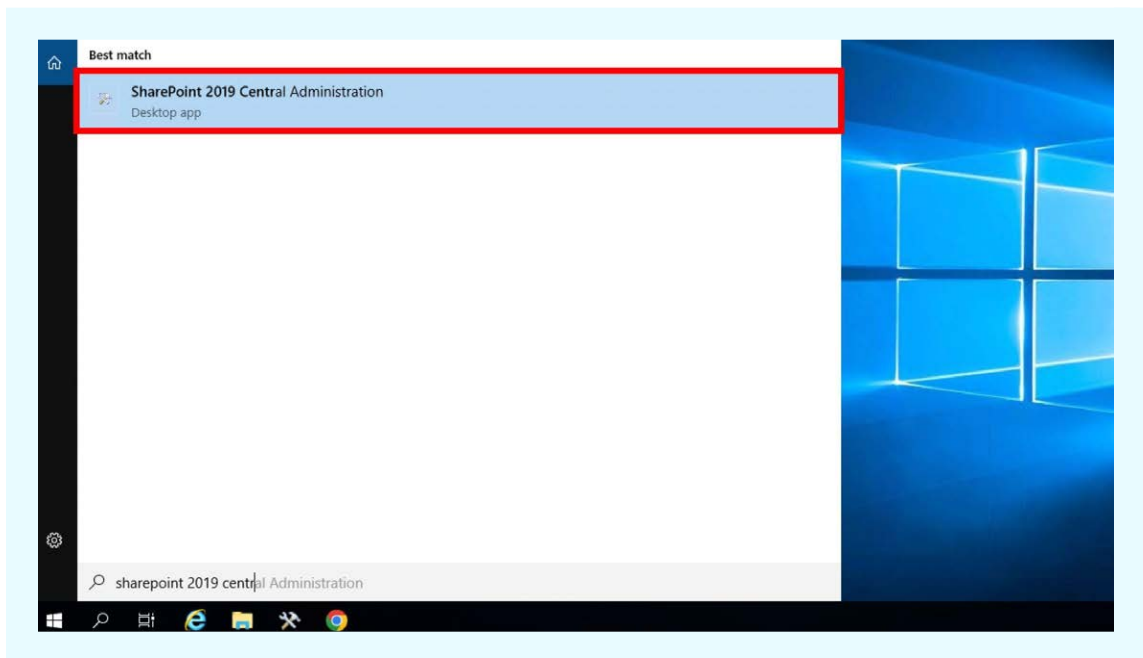 Best match
SharePoint 2019 Central Administration
Desktop app
sharepoint 2019 central Administration